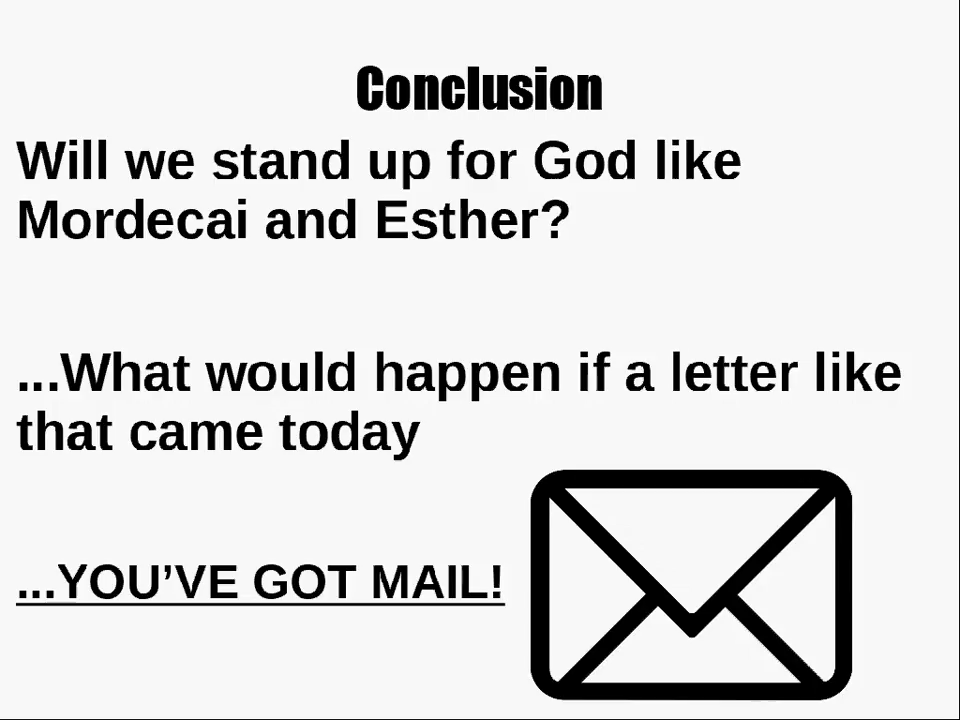 Conclusion
Will we stand up for God like
Mordecai and Esther?
...What would happen if a letter like
that came today
...YOU’VE GOT MAIL!